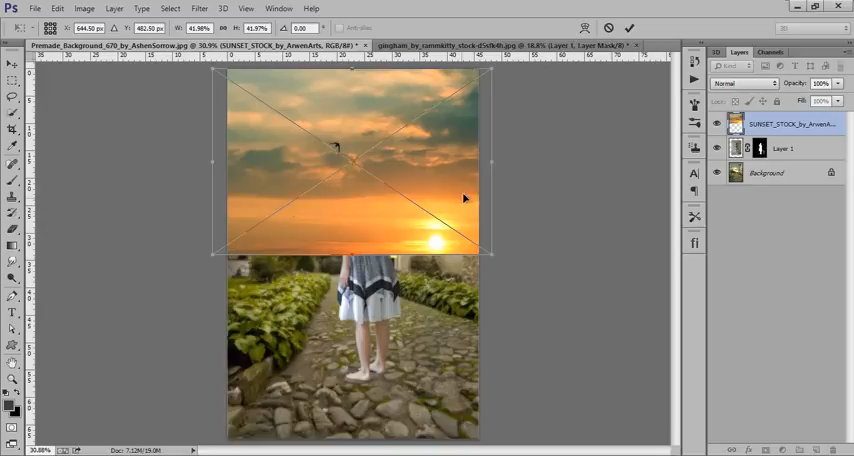 Ps File Edit Image Layer Type Select Filter 3D View Window Help
X: 644.50 px Y: 482.50 px W: 41.98% H: 41.97% 0.00 ° Anti-alias 3D
Premade_Background_670_by_AshenSorrow.jpg @ 30.9% (SUNSET_STOCK_by_ArwenArts, RGB/8#) * × gingham_by_rammkitty_stock-d5sfk4h.jpg @ 18.8% (Layer 1, Layer Mask/8) * ×
3D Layers Channels
Kind
Normal Opacity: 100%
Lock: Fill: 100%
SUNSET_STOCK_by_ArwenA...
Layer 1
Background
30.88% Doc: 7.12M/19.0M